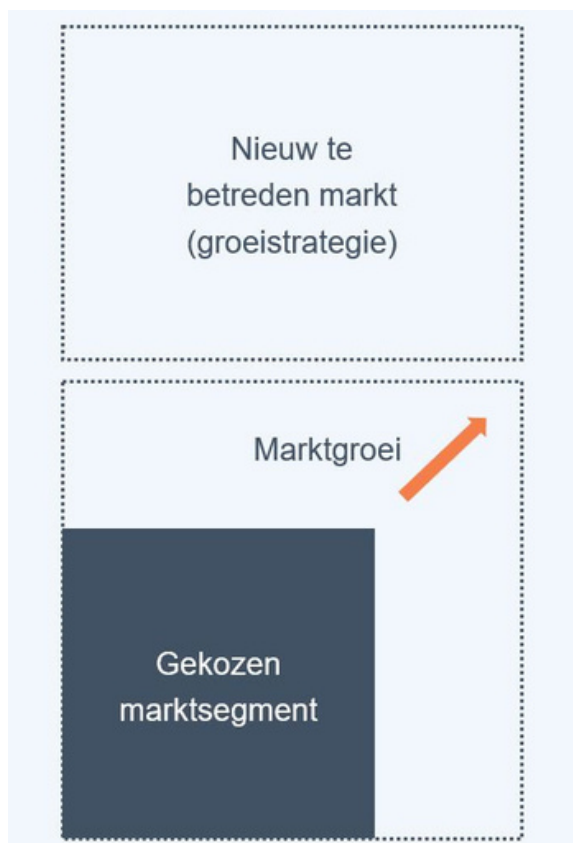 Nieuw te
betreden markt
(groeistrategie)
Marktgroei
Gekozen
marktsegment